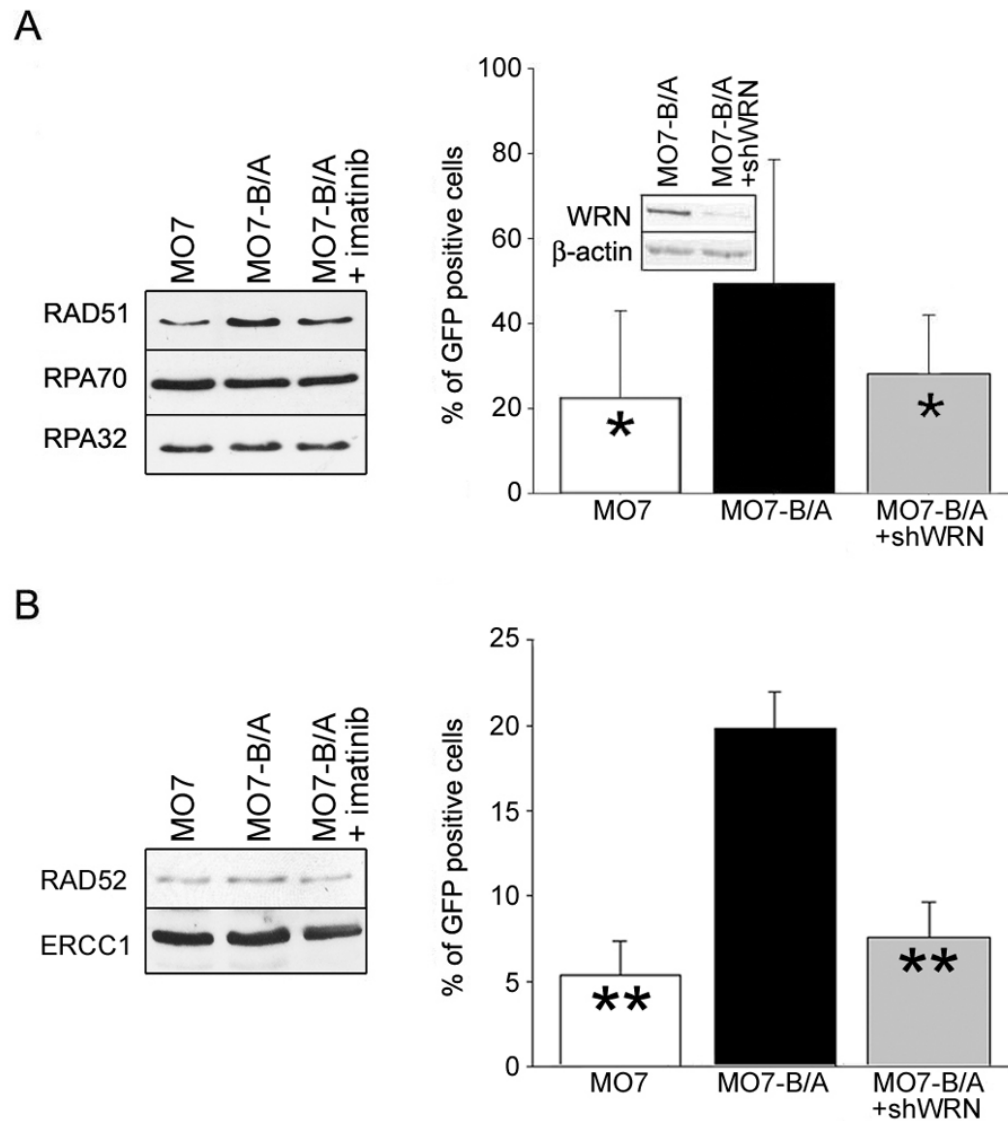 A
MO7
MO7-B/A
MO7-B/A
+ imatinib
RAD51
RPA70
RPA32
% of GFP positive cells
100
80
60
40
20
0
MO7-B/A
MO7-B/A
+shWRN
WRN
β-actin
*
*
MO7
MO7-B/A
MO7-B/A
+shWRN
B
MO7
MO7-B/A
MO7-B/A
+ imatinib
RAD52
ERCC1
% of GFP positive cells
25
20
15
10
5
0
**
**
MO7
MO7-B/A
MO7-B/A
+shWRN